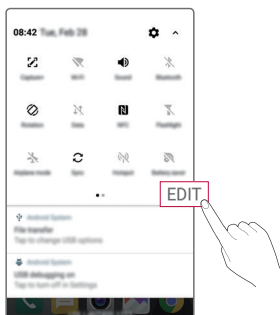 08:42 Tue, Feb 28
Capture+ Wi-Fi Sound Bluetooth
Rotation Data NFC Flashlight
Airplane mode Sync Hotspot Battery saver
EDIT
Android System
File transfer
Tap to change USB options
Android System
USB debugging on
Tap to turn off in Settings